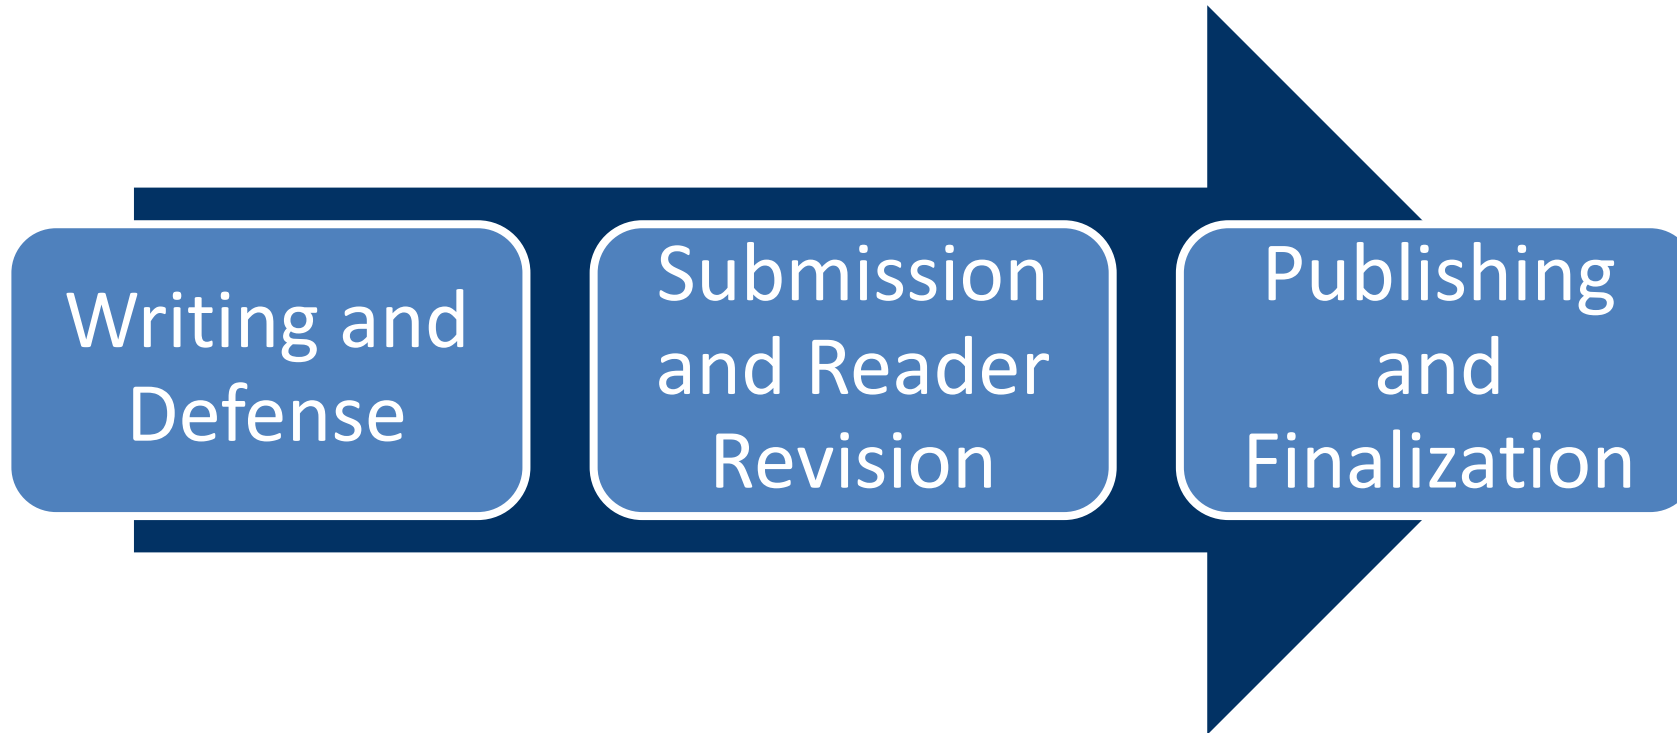 Writing and
Defense
Submission
and Reader
Revision
Publishing
and
Finalization